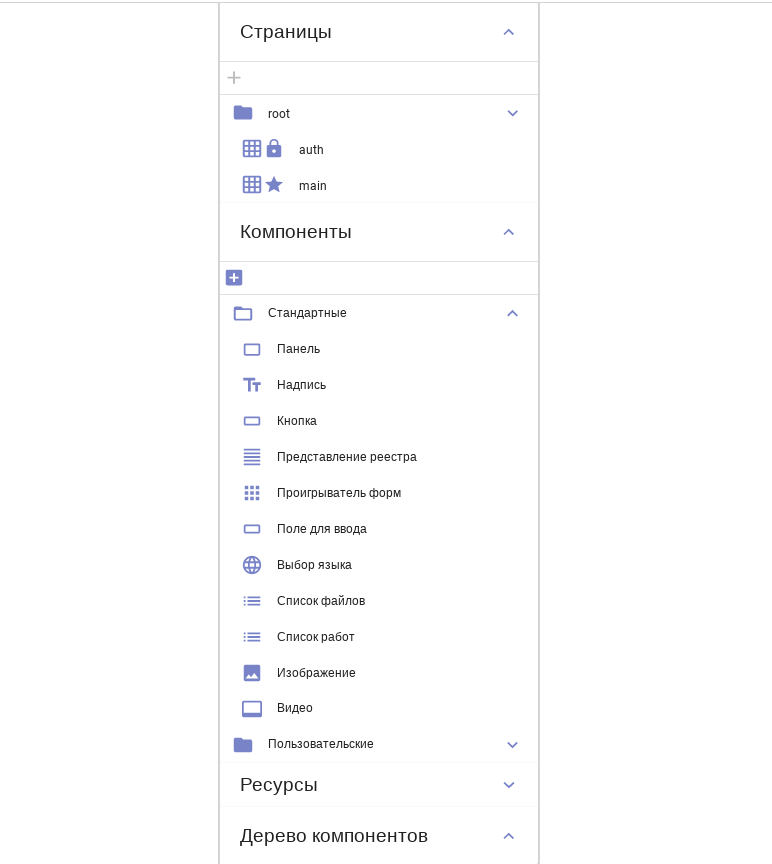 Страницы
root
auth
main
Компоненты
Стандартные
Панель
Надпись
Кнопка
Представление реестра
Проигрыватель форм
Поле для ввода
Выбор языка
Список файлов
Список работ
Изображение
Видео
Пользовательские
Ресурсы
Дерево компонентов